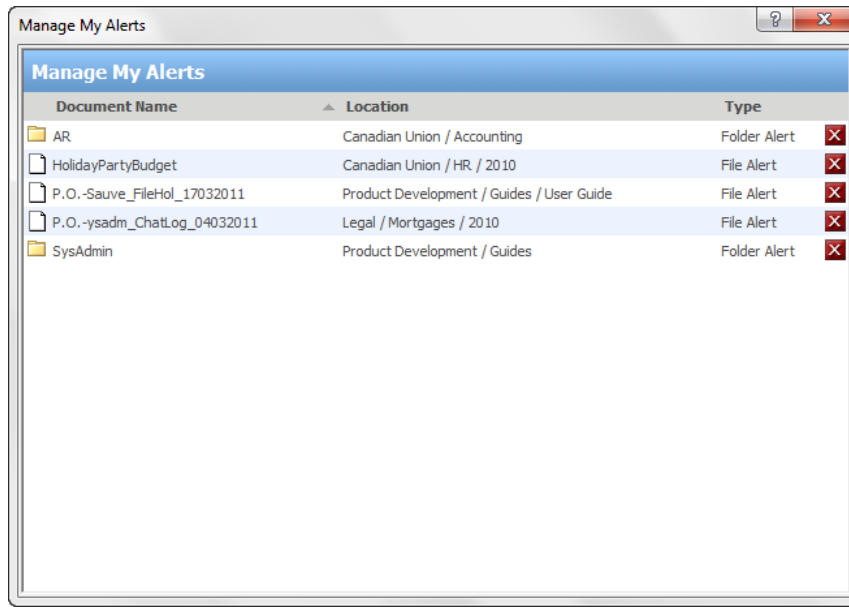 Manage My Alerts
Manage My Alerts
Document Name Location Type
AR Canadian Union / Accounting Folder Alert
HolidayPartyBudget Canadian Union / HR / 2010 File Alert
P.O.-Sauve_FileHol_17032011 Product Development / Guides / User Guide File Alert
P.O.-ysadm_ChatLog_04032011 Legal / Mortgages / 2010 File Alert
SysAdmin Product Development / Guides Folder Alert